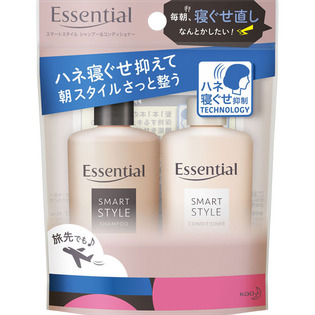 Essential
スマートスタイル シャンプー&コンディショナー
毎朝、寝ぐせ直し
なんとかしたい!
ハネ寝ぐせ抑えて
朝スタイルさっと整う
ハネ
寝ぐせ抑制
TECHNOLOGY
Essential
SMART
STYLE
SHAMPOO
Essential
SMART
STYLE
CONDITIONER
旅先でも♪
Kao